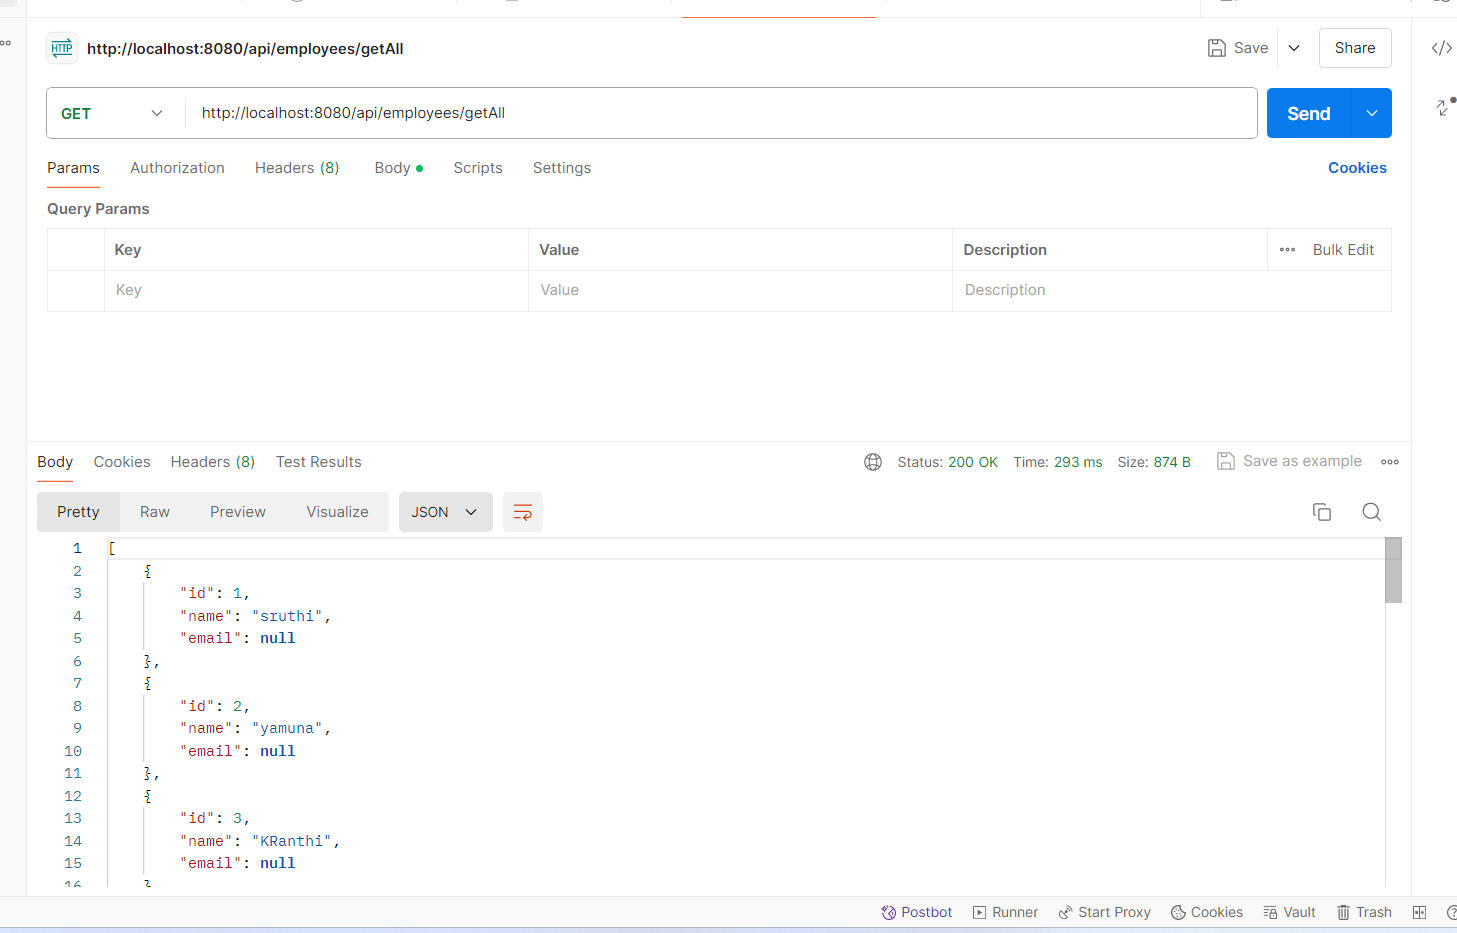 HTTP http://localhost:8080/api/employees/getAll Save Share
GET http://localhost:8080/api/employees/getAll Send
Params Authorization Headers (8) Body Scripts Settings Cookies
Query Params
Key Value Description Bulk Edit
Key Value Description
Body Cookies Headers (8) Test Results Status: 200 OK Time: 293 ms Size: 874 B Save as example
Pretty Raw Preview Visualize JSON
1 [
2 {
3 "id": 1,
4 "name": "sruthi",
5 "email": null
6 },
7 {
8 "id": 2,
9 "name": "yamuna",
10 "email": null
11 },
12 {
13 "id": 3,
14 "name": "KRanthi",
15 "email": null
16 }
Postbot Runner Start Proxy Cookies Vault Trash